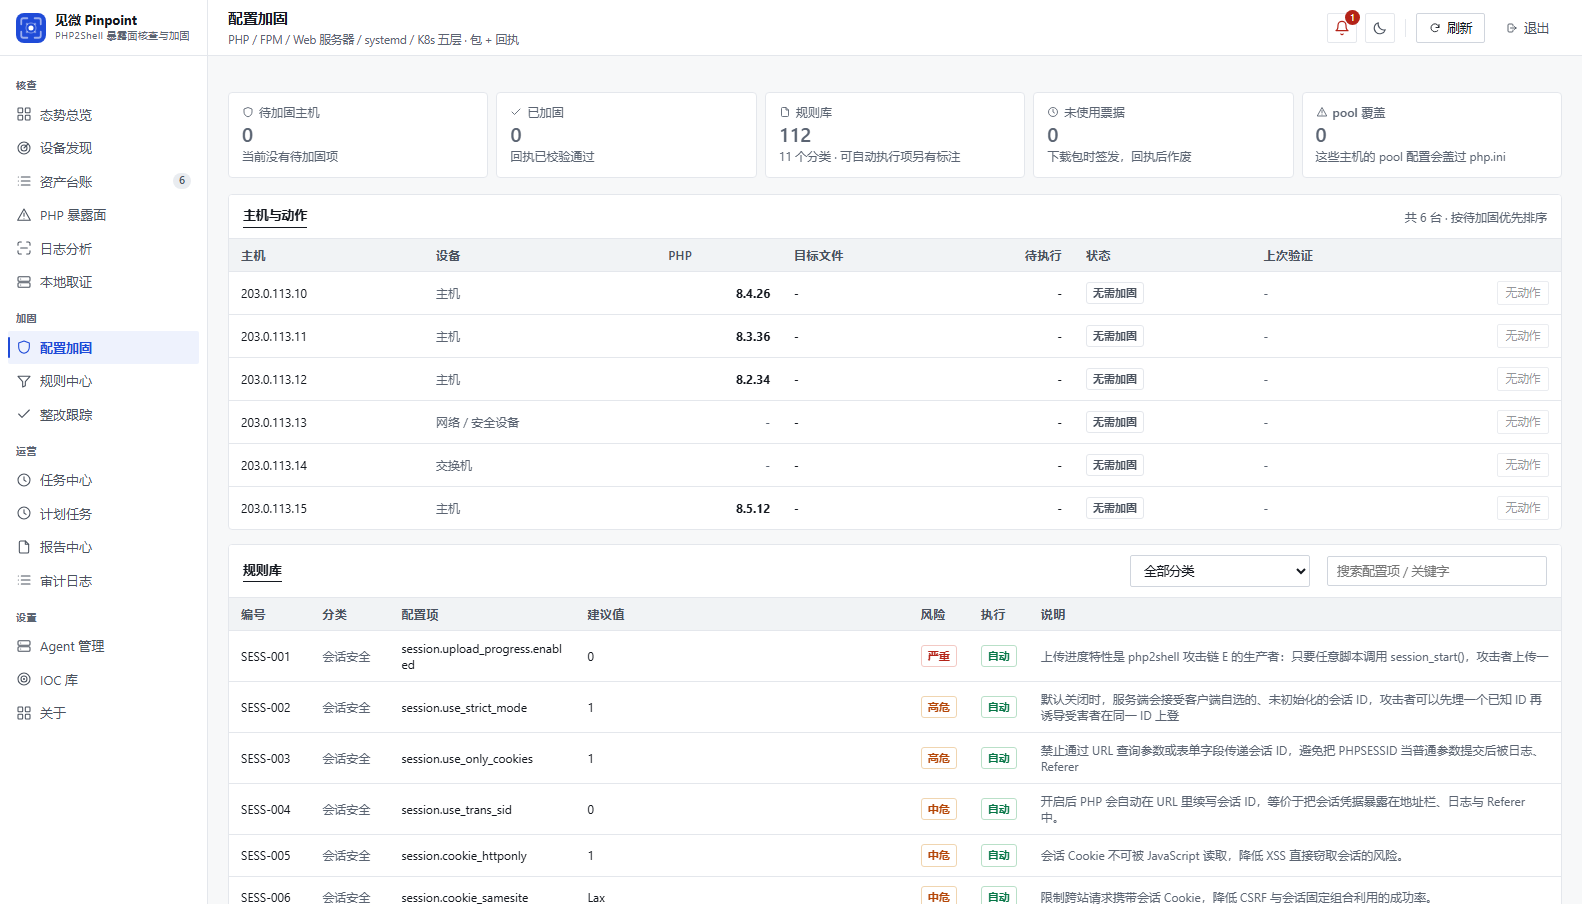 见微 Pinpoint
PHP2Shell 暴露面核查与加固
核查
态势总览
设备发现
资产台账 6
PHP 暴露面
日志分析
本地取证
加固
配置加固
规则中心
整改跟踪
运营
任务中心
计划任务
报告中心
审计日志
设置
Agent 管理
IOC 库
关于
配置加固
PHP / FPM / Web 服务器 / systemd / K8s 五层 · 包 + 回执
1
刷新
退出
待加固主机
0
当前没有待加固项
已加固
0
回执已校验通过
规则库
112
11 个分类 · 可自动执行项另有标注
未使用票据
0
下载包时签发，回执后作废
pool 覆盖
0
这些主机的 pool 配置会盖过 php.ini
主机与动作
共 6 台 · 按待加固优先排序
主机 设备 PHP 目标文件 待执行 状态 上次验证
203.0.113.10 主机 8.4.26 - - 无需加固 - 无动作
203.0.113.11 主机 8.3.36 - - 无需加固 - 无动作
203.0.113.12 主机 8.2.34 - - 无需加固 - 无动作
203.0.113.13 网络 / 安全设备 - - - 无需加固 - 无动作
203.0.113.14 交换机 - - - 无需加固 - 无动作
203.0.113.15 主机 8.5.12 - - 无需加固 - 无动作
规则库
全部分类
搜索配置项 / 关键字
编号 分类 配置项 建议值 风险 执行 说明
SESS-001 会话安全 session.upload_progress.enabl
ed
0 严重 自动 上传进度特性是 php2shell 攻击链 E 的生产者：只要任意脚本调用 session_start()，攻击者上传一
SESS-002 会话安全 session.use_strict_mode 1 高危 自动 默认关闭时，服务端会接受客户端自选的、未初始化的会话 ID，攻击者可以先埋一个已知 ID 再
诱导受害者在同一 ID 上登
SESS-003 会话安全 session.use_only_cookies 1 高危 自动 禁止通过 URL 查询参数或表单字段传递会话 ID，避免把 PHPSESSID 当普通参数提交后被日志、
Referer
SESS-004 会话安全 session.use_trans_sid 0 中危 自动 开启后 PHP 会自动在 URL 里续写会话 ID，等价于把会话凭据暴露在地址栏、日志与 Referer
中。
SESS-005 会话安全 session.cookie_httponly 1 中危 自动 会话 Cookie 不可被 JavaScript 读取，降低 XSS 直接窃取会话的风险。
SESS-006 会话安全 session.cookie_samesite Lax 中危 自动 限制跨站请求携带会话 Cookie，降低 CSRF 与会话固定组合利用的成功率。